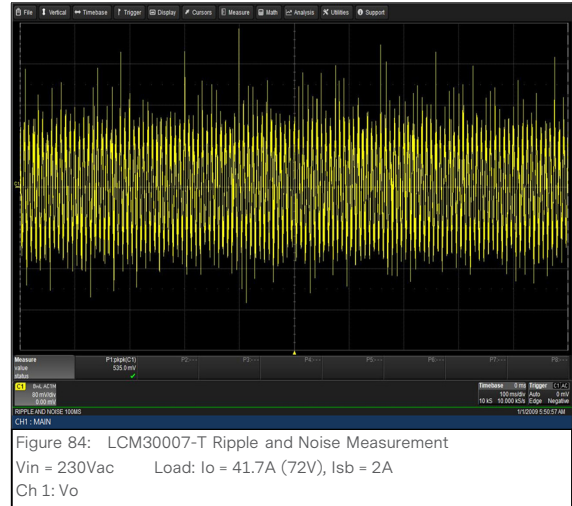 File Vertical Timebase Trigger Display Cursors Measure Math Analysis Utilities Support
Measure P1:pkpk(C1) P2:--- P3:--- P4:--- P5:--- P6:--- P7:--- P8:---
value 535.0 mV
status
C1 BwL AC1M Timebase 0 ms Trigger C1 AC
80 mV/div 100 ms/div Auto 0 mV
0.00 mV 10 kS 10.000 kS/s Edge Negative
RIPPLE AND NOISE 100MS 1/1/2009 5:50:57 AM
CH1 : MAIN
Figure 84: LCM30007-T Ripple and Noise Measurement
Vin = 230Vac Load: Io = 41.7A (72V), Isb = 2A
Ch 1: Vo